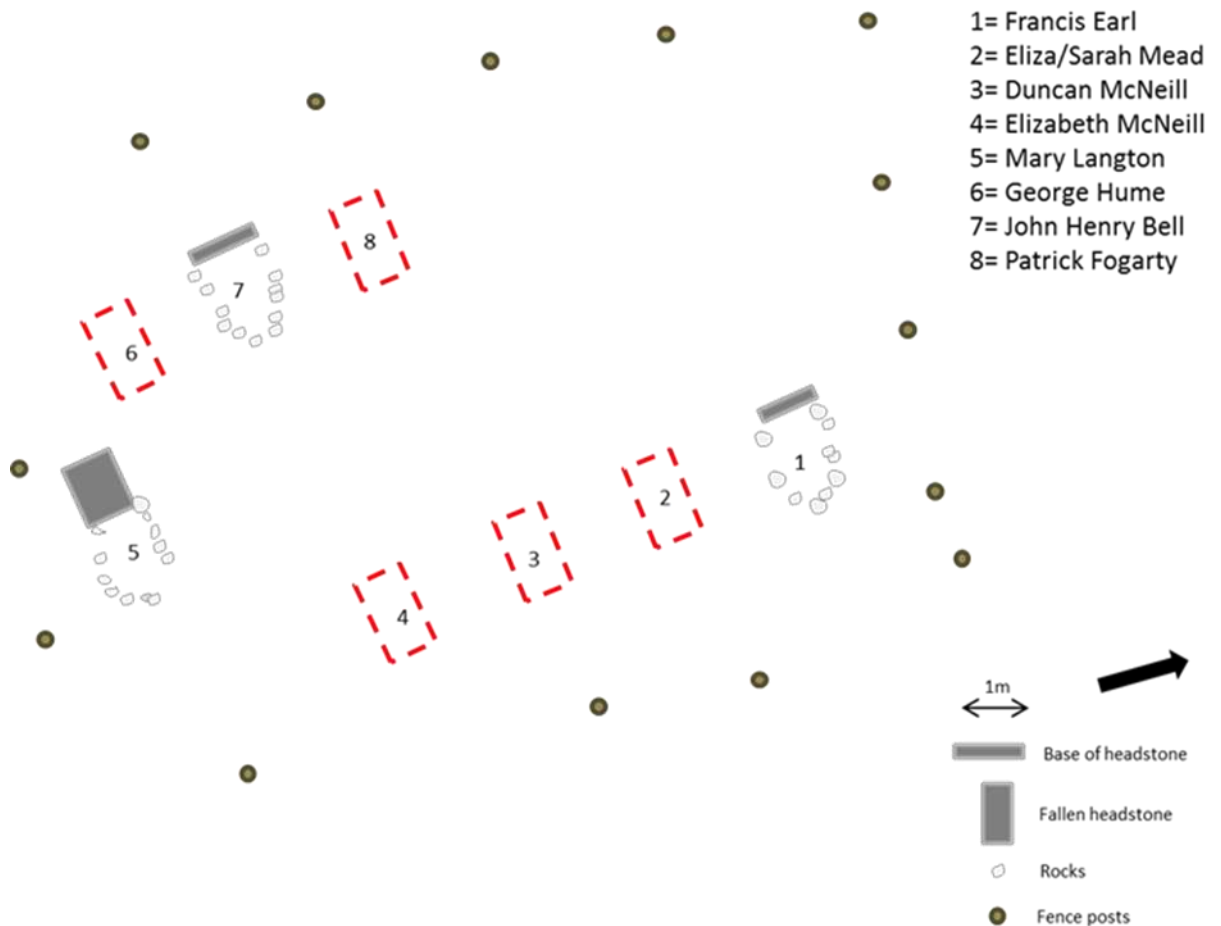 1= Francis Earl
2= Eliza/Sarah Mead
3= Duncan McNeill
4= Elizabeth McNeill
5= Mary Langton
6= George Hume
7= John Henry Bell
8= Patrick Fogarty
8
7
6
1
2
5
3
4
1m
Base of headstone
Fallen headstone
Rocks
Fence posts